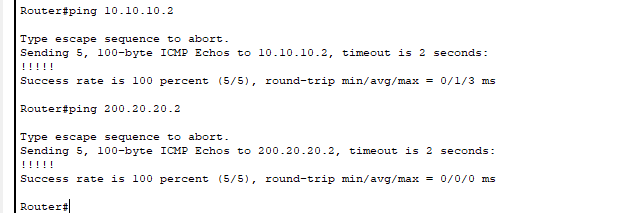 Router#ping 10.10.10.2
Type escape sequence to abort.
Sending 5, 100-byte ICMP Echos to 10.10.10.2, timeout is 2 seconds:
!!!!!
Success rate is 100 percent (5/5), round-trip min/avg/max = 0/1/3 ms
Router#ping 200.20.20.2
Type escape sequence to abort.
Sending 5, 100-byte ICMP Echos to 200.20.20.2, timeout is 2 seconds:
!!!!!
Success rate is 100 percent (5/5), round-trip min/avg/max = 0/0/0 ms
Router#